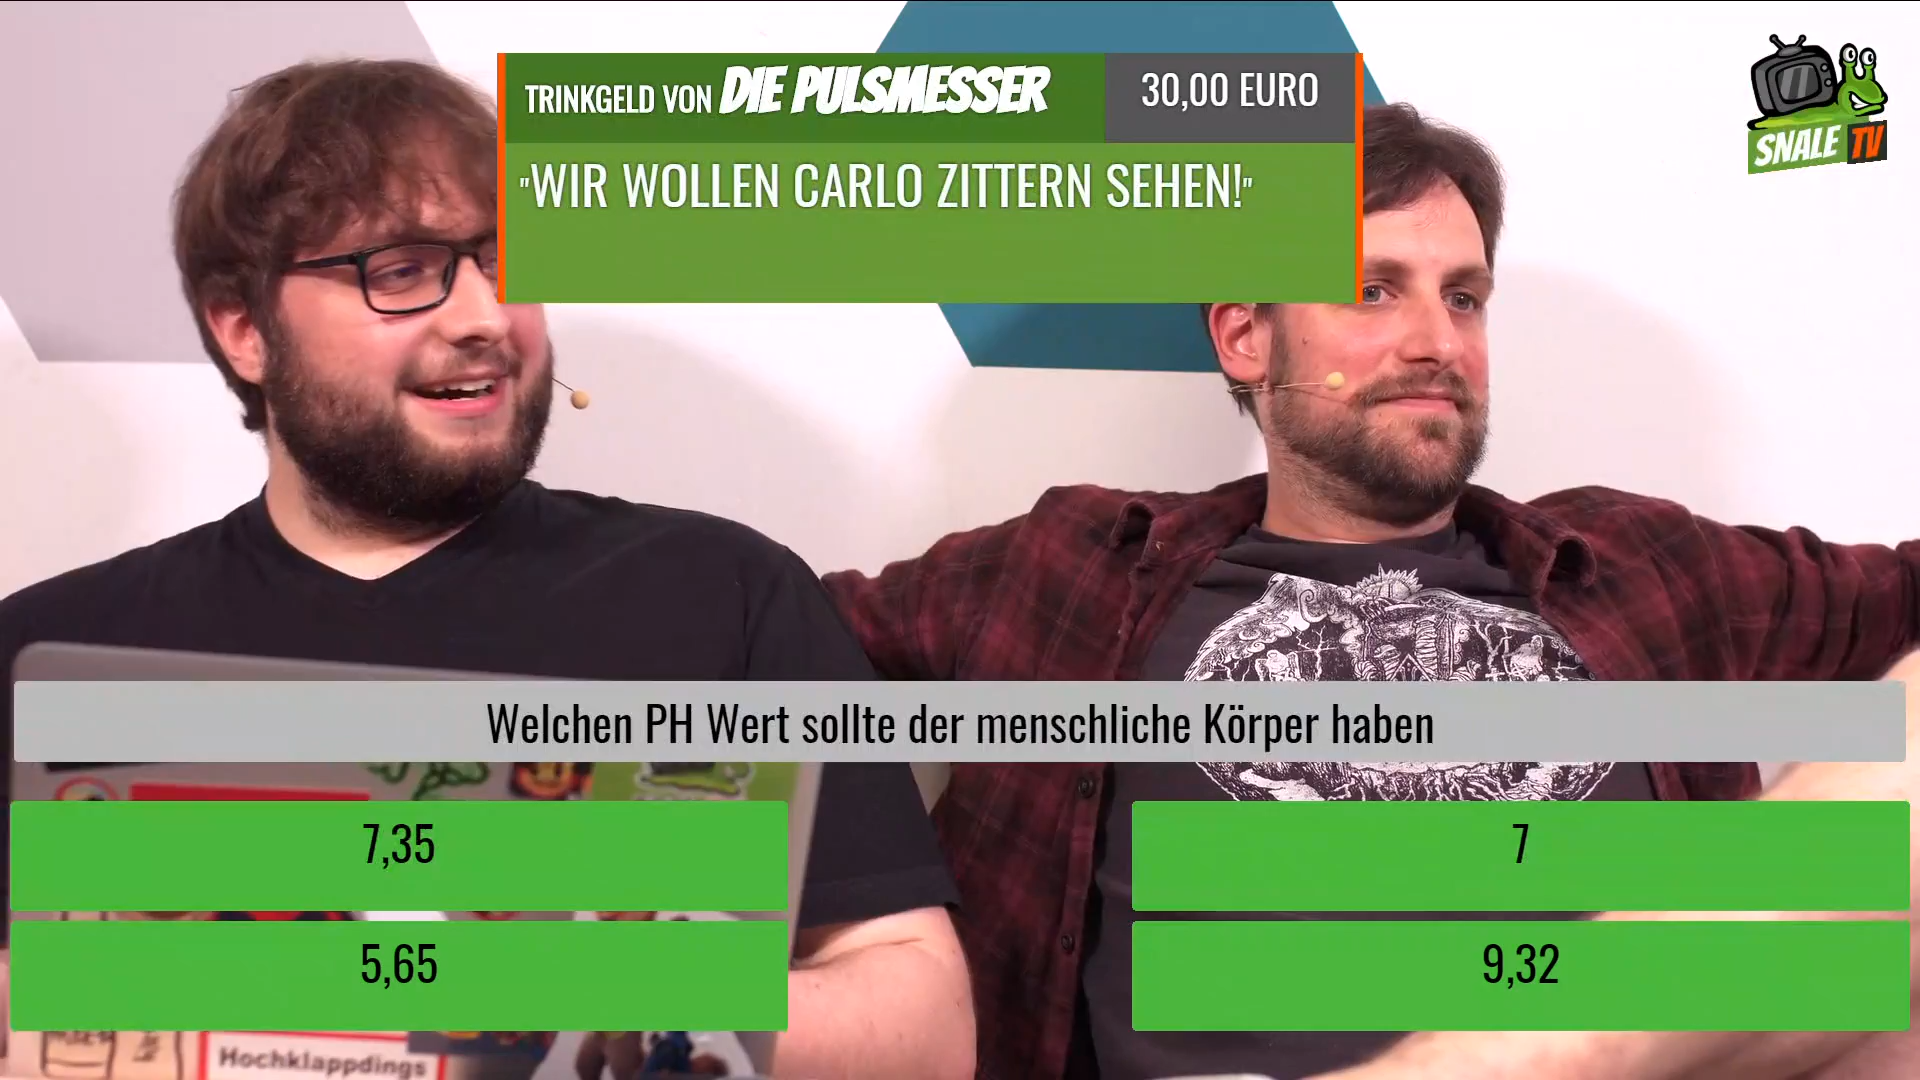 TRINKGELD VON DIE PULSMESSER
30,00 EURO
"WIR WOLLEN CARLO ZITTERN SEHEN!"
SNALE TV
Welchen PH Wert sollte der menschliche Körper haben
7,35
7
5,65
9,32
Hochklappdings